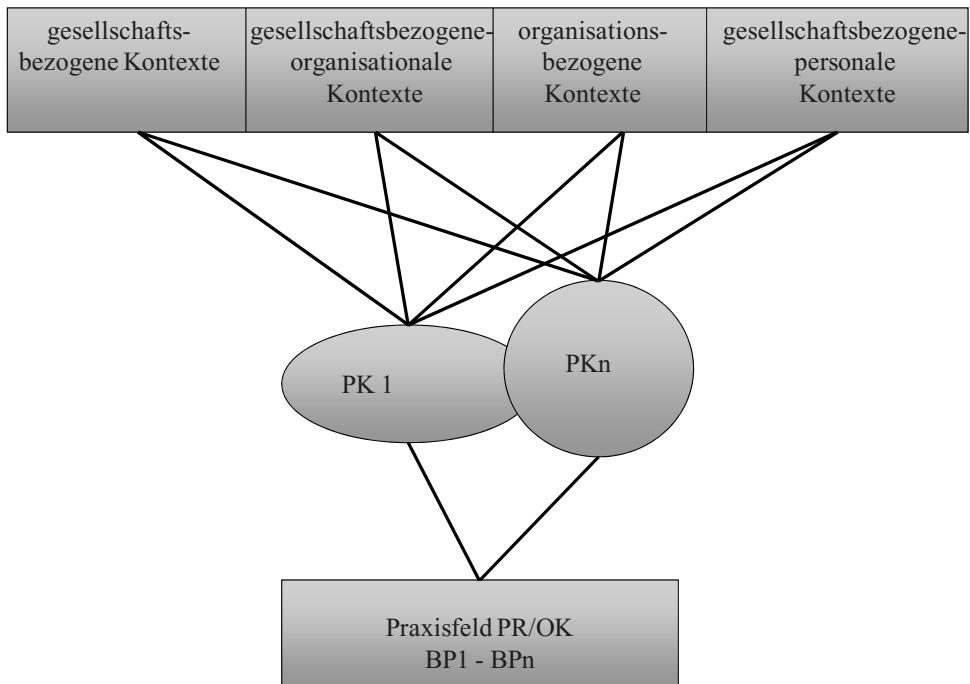 gesellschafts-
bezogene Kontexte
gesellschaftsbezogene-
organisationale
Kontexte
organisations-
bezogene
Kontexte
gesellschaftsbezogene-
personale
Kontexte
PK 1
PKn
Praxisfeld PR/OK
BP1 - BPn